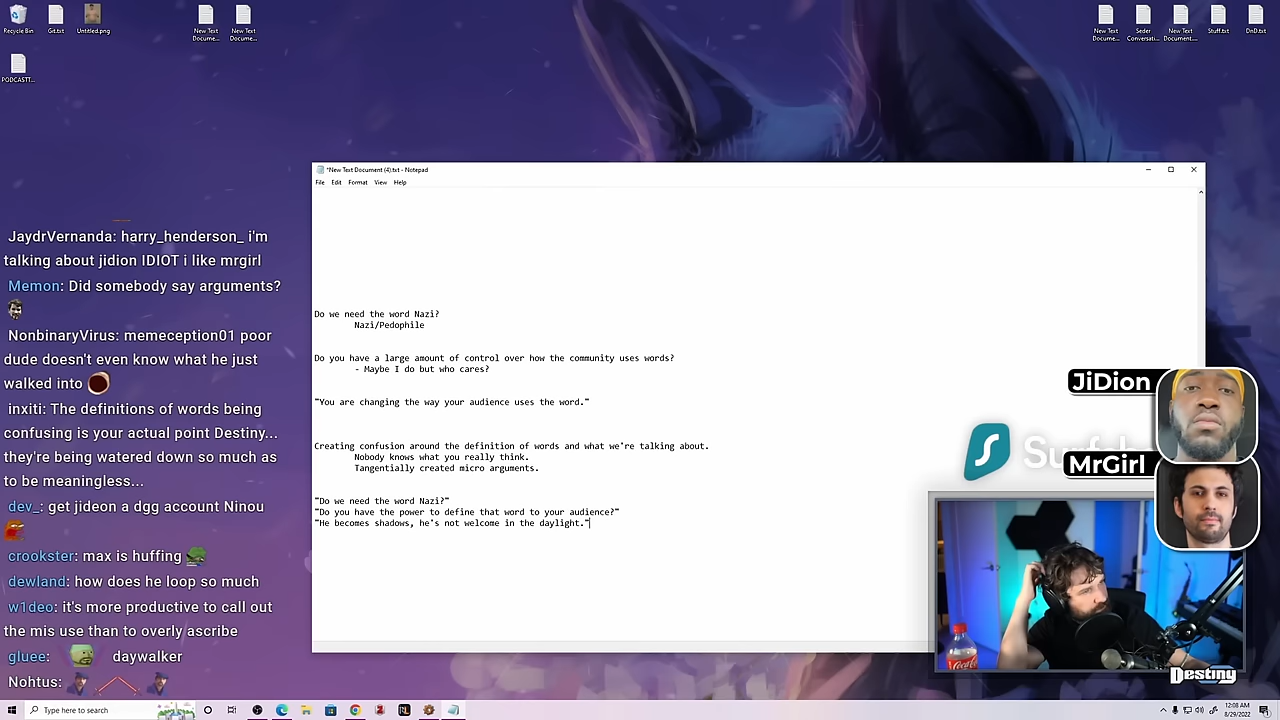 Recycle Bin
Git.txt
Untitled.png
New Text
Docume...
New Text
Docume...
New Text
Docume...
Seder
Conversati...
New Text
Document....
Stuff.txt
DnD.txt
PODCASTT...
*New Text Document (4).txt - Notepad
File Edit Format View Help
Do we need the word Nazi?
Nazi/Pedophile
Do you have a large amount of control over how the community uses words?
- Maybe I do but who cares?
"You are changing the way your audience uses the word."
Creating confusion around the definition of words and what we're talking about.
Nobody knows what you really think.
Tangentially created micro arguments.
"Do we need the word Nazi?"
"Do you have the power to define that word to your audience?"
"He becomes shadows, he's not welcome in the daylight."
JaydrVernanda: harry_henderson_ i'm
talking about jidion IDIOT i like mrgirl
Memon: Did somebody say arguments?
NonbinaryVirus: memeception01 poor
dude doesn't even know what he just
walked into
inxiti: The definitions of words being
confusing is your actual point Destiny...
they're being watered down so much as
to be meaningless...
dev_: get jideon a dgg account Ninou
crookster: max is huffing
dewland: how does he loop so much
w1deo: it's more productive to call out
the mis use than to overly ascribe
gluee: daywalker
Nohtus:
JiDion
MrGirl
Coca-Cola
Destiny
Type here to search
12:08 AM
8/29/2022